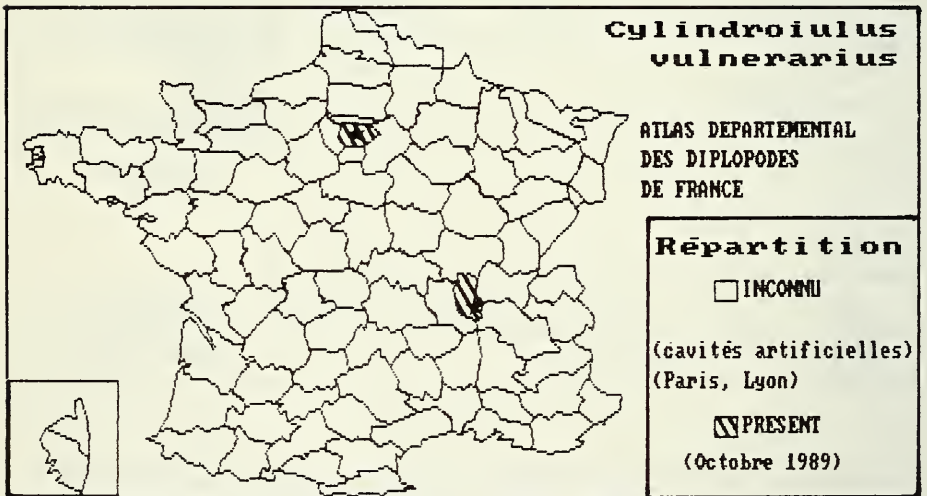 Cylindroiulus
vulnerarius
ATLAS DEPARTEMENTAL
DES DIPLOPODES
DE FRANCE
Répartition
INCONNU
(cavités artificielles)
(Paris, Lyon)
PRESENT
(Octobre 1989)